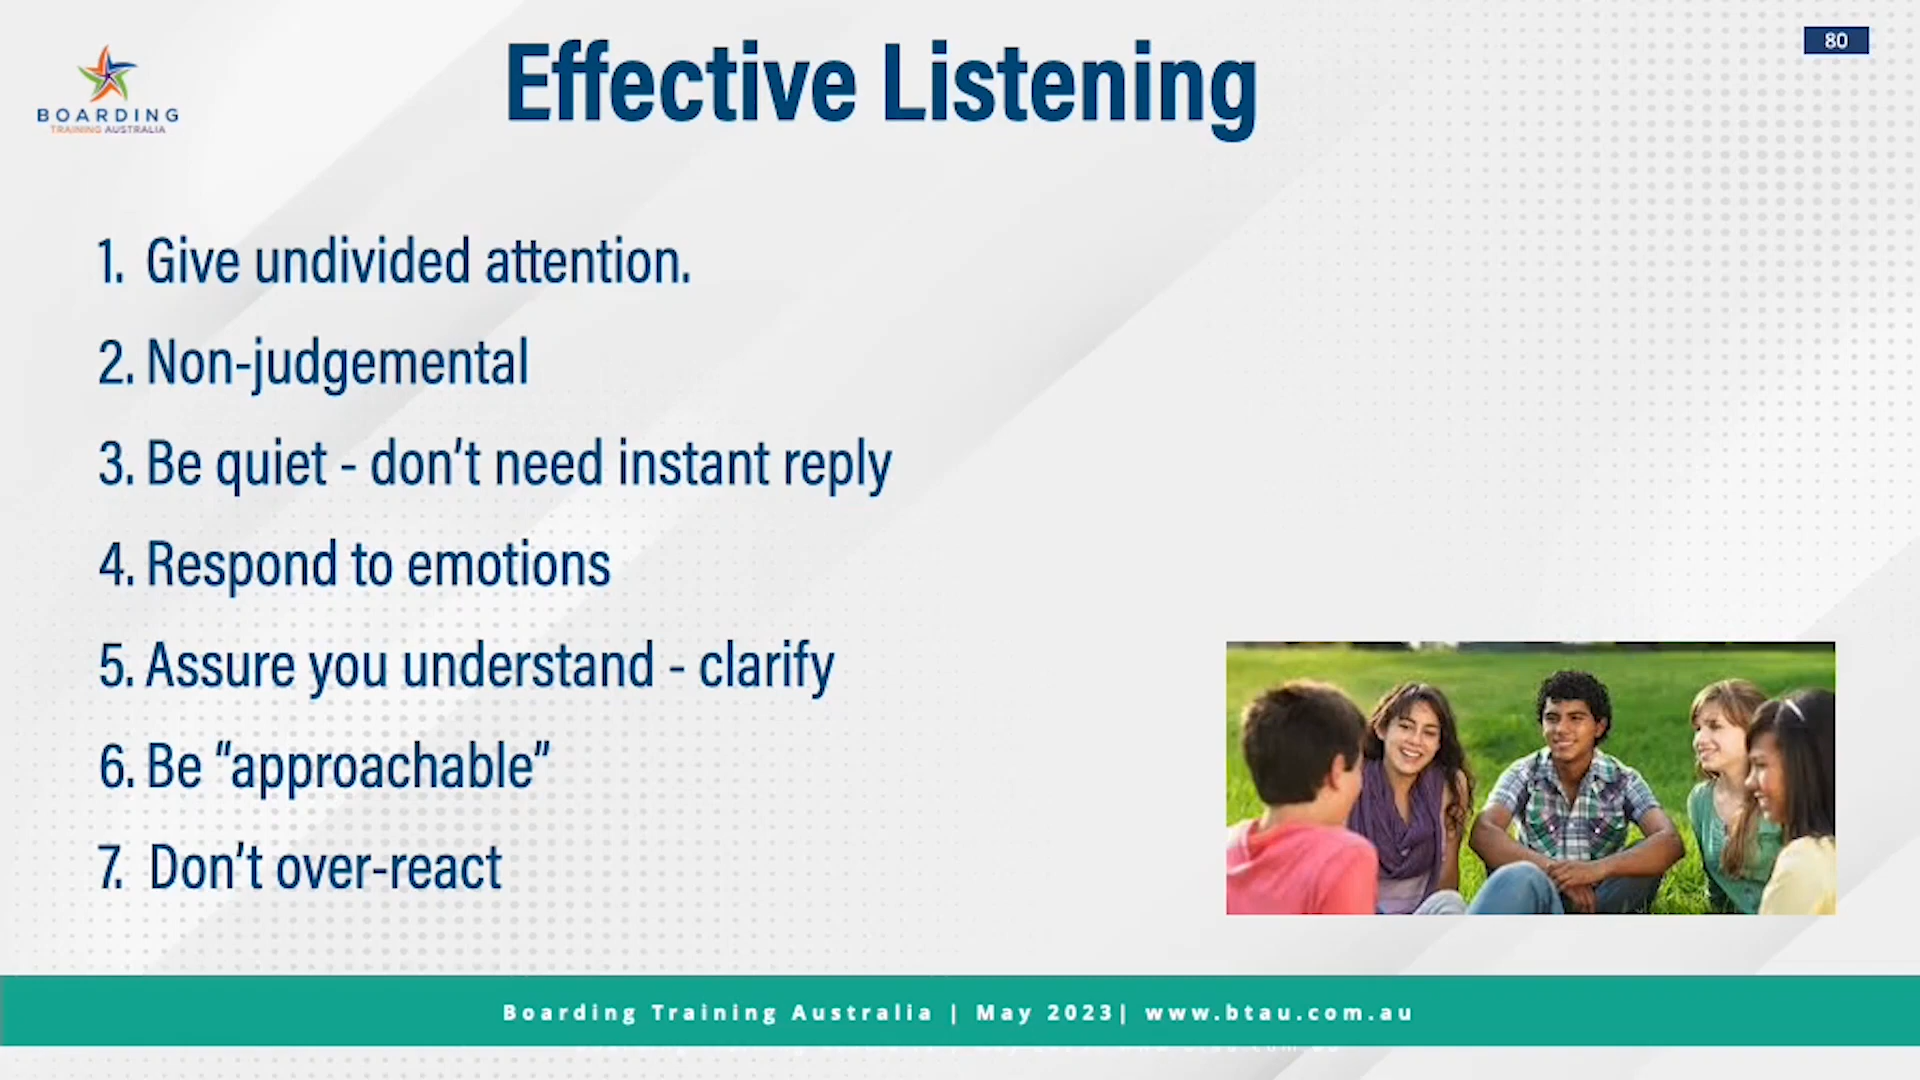 80
BOARDING
TRAINING AUSTRALIA
Effective Listening
1. Give undivided attention.
2. Non-judgemental
3. Be quiet - don’t need instant reply
4. Respond to emotions
5. Assure you understand - clarify
6. Be “approachable”
7. Don’t over-react
Boarding Training Australia | May 2023| www.btau.com.au